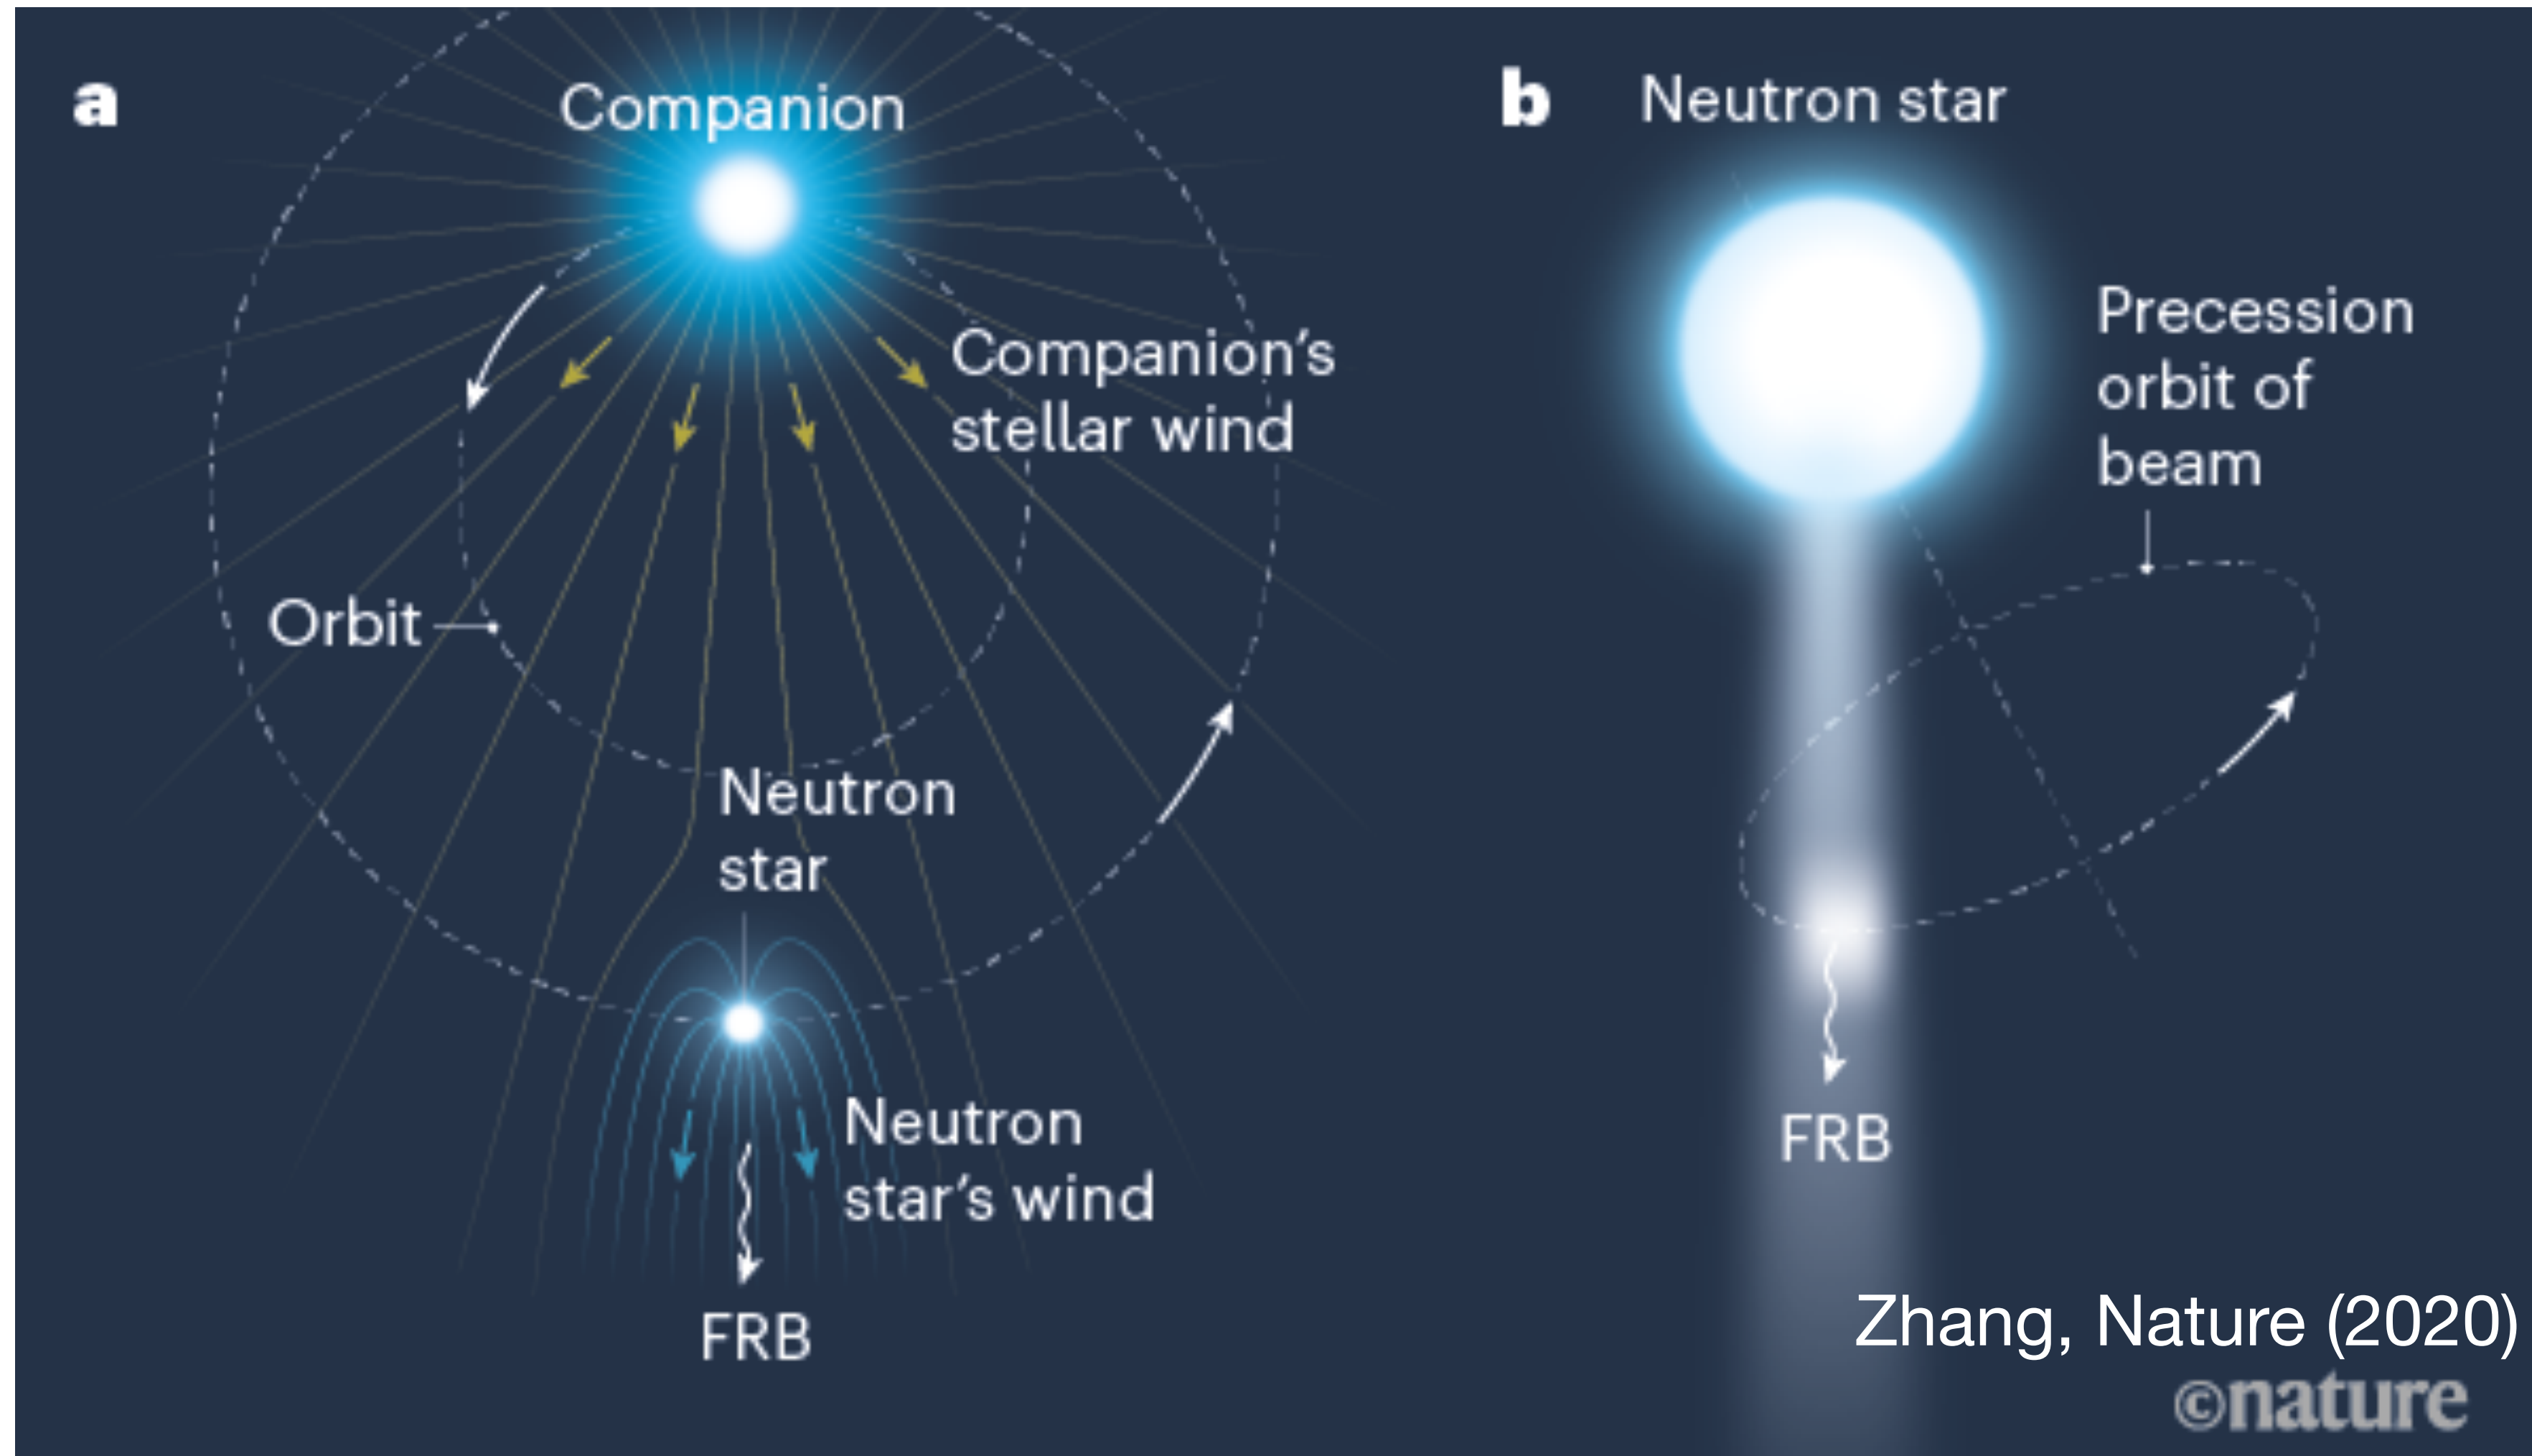 a
Companion
Companion's
stellar wind
Orbit
Neutron
star
Neutron
star's wind
FRB
b
Neutron star
Precession
orbit of
beam
FRB
Zhang, Nature (2020)
©nature